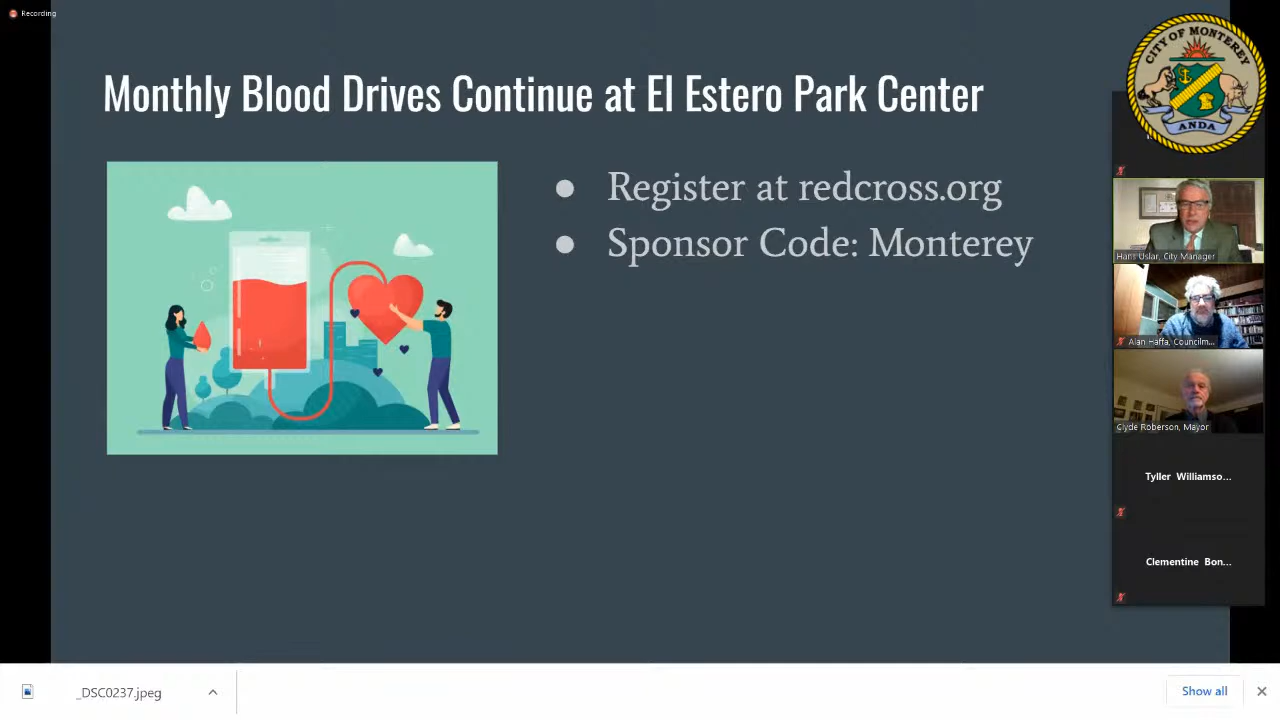 Recording
Monthly Blood Drives Continue at El Estero Park Center
● Register at redcross.org
● Sponsor Code: Monterey
CITY OF MONTEREY
ANDA
Hans Uslar, City Manager
Alan Haffa, Councilm...
Clyde Roberson, Mayor
Tyller Williamso...
Clementine Bon...
_DSC0237.jpeg
Show all